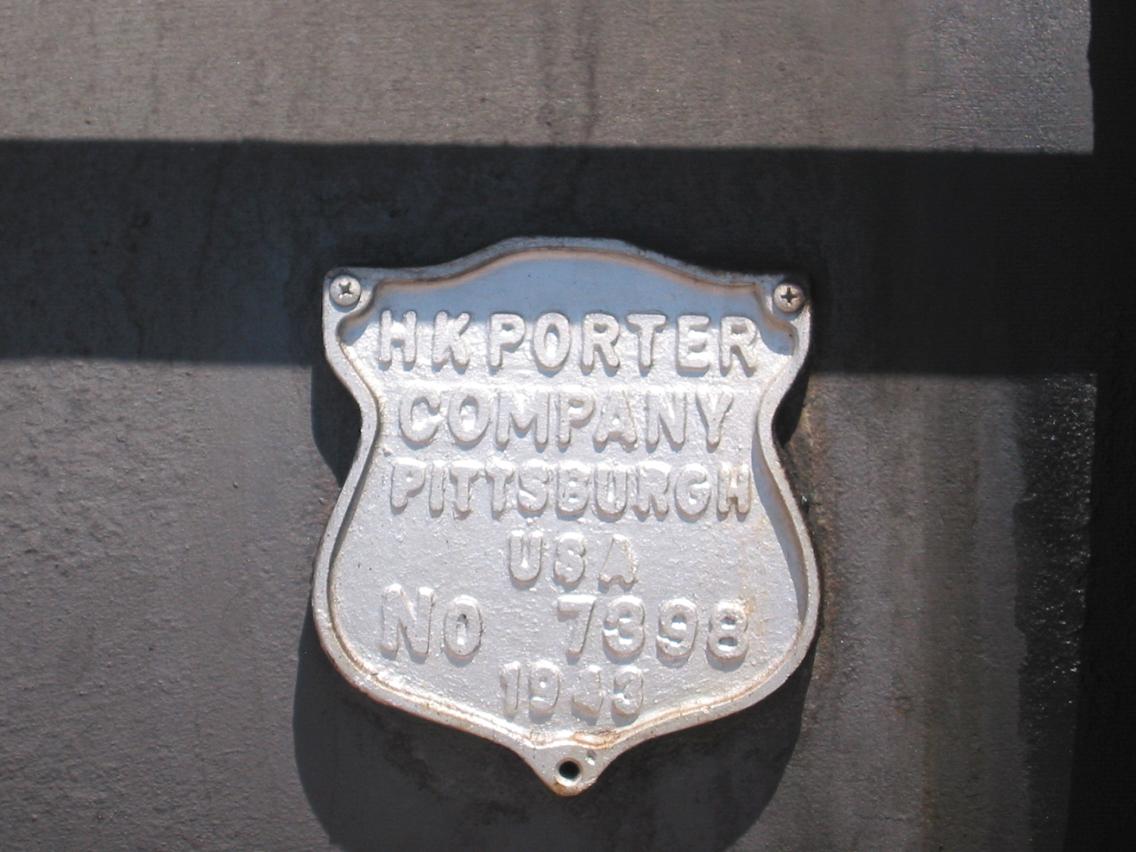 HK PORTER
COMPANY
PITTSBURGH
USA
NO 7398
1943